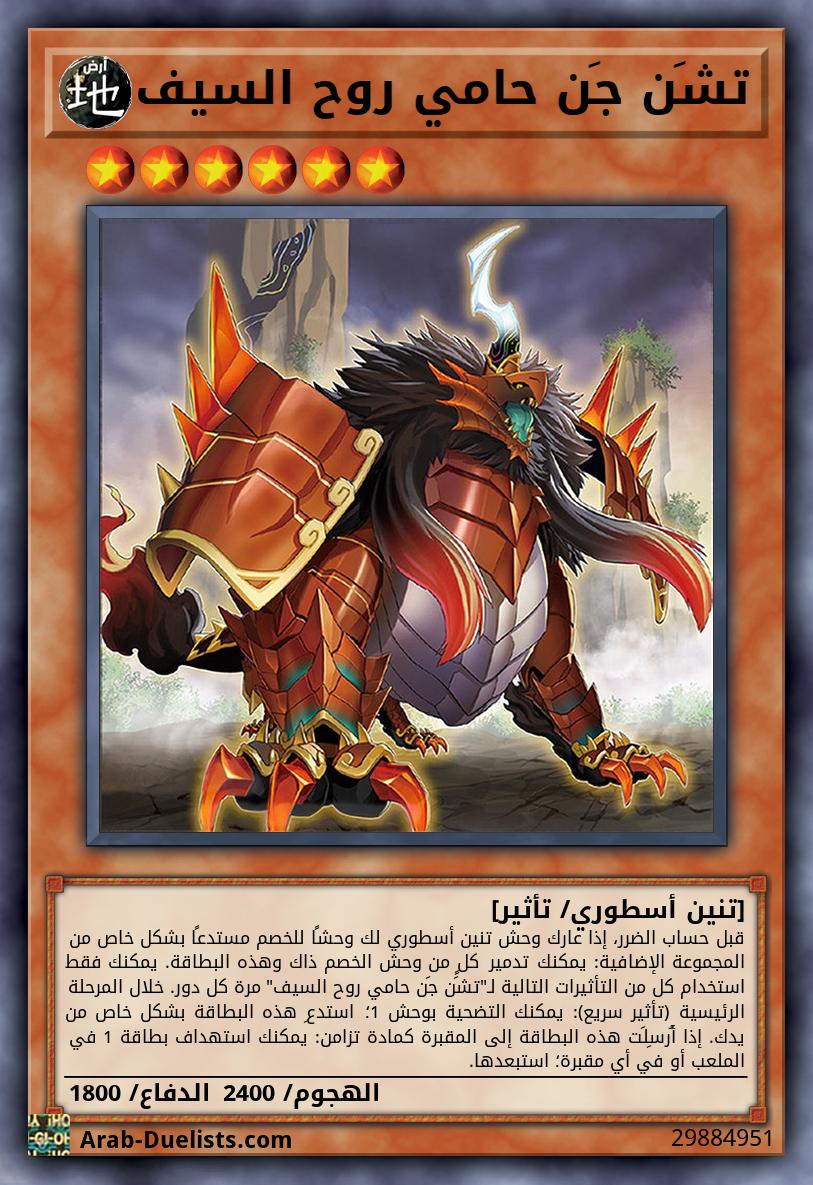 تشَن جَن حامي روح السيف
أرض
地
[تنين أسطوري/ تأثير]
قبل حساب الضرر، إذا عارك وحش تنين أسطوري لك وحشًا للخصم مستدعاً بشكل خاص من
المجموعة الإضافية: يمكنك تدمير كل من وحش الخصم ذاك وهذه البطاقة. يمكنك فقط
استخدام كل من التأثيرات التالية لـ"تشَن جَن حامي روح السيف" مرة كل دور. خلال المرحلة
الرئيسية (تأثير سريع): يمكنك التضحية بوحش 1؛ استدعِ هذه البطاقة بشكل خاص من
يدك. إذا أُرسِلَت هذه البطاقة إلى المقبرة كمادة تزامن: يمكنك استهداف بطاقة 1 في
الملعب أو في أي مقبرة؛ استبعدها.
الهجوم/ 2400 الدفاع/ 1800
Arab-Duelists.com
29884951